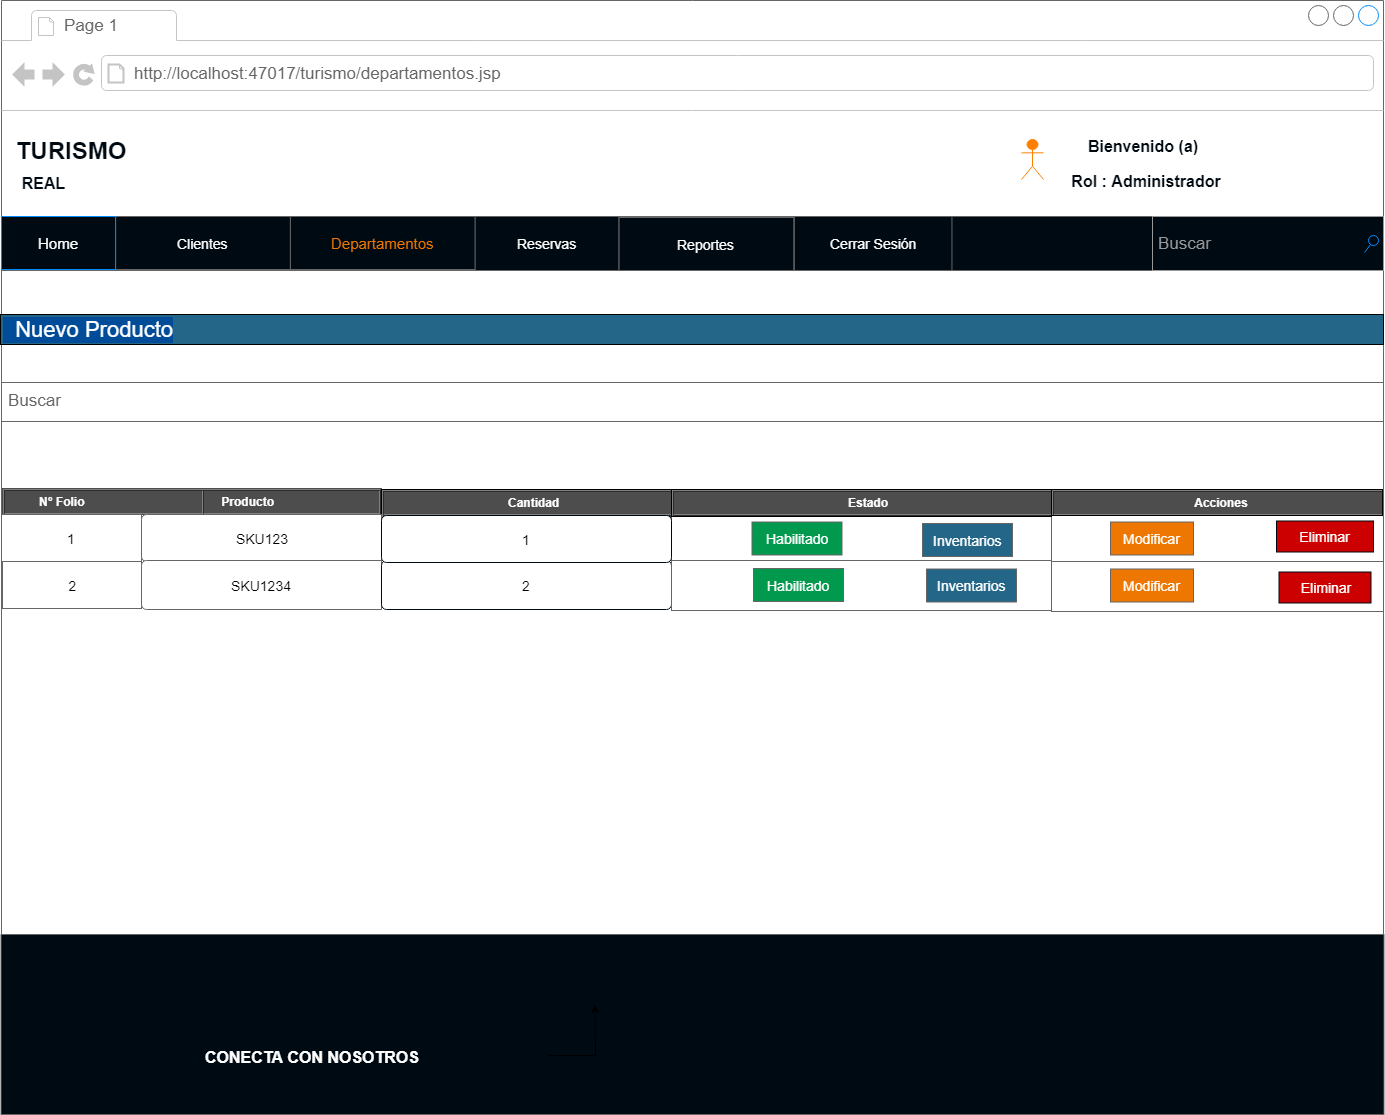 Page 1
http://localhost:47017/turismo/departamentos.jsp
TURISMO
REAL
Bienvenido (a)
Rol : Administrador
Home Clientes Departamentos Reservas Reportes Cerrar Sesión Buscar
Nuevo Producto
Buscar
Nº Folio Producto Cantidad Estado Acciones
1 SKU123 1 Habilitado Inventarios Modificar Eliminar
2 SKU1234 2 Habilitado Inventarios Modificar Eliminar
CONECTA CON NOSOTROS